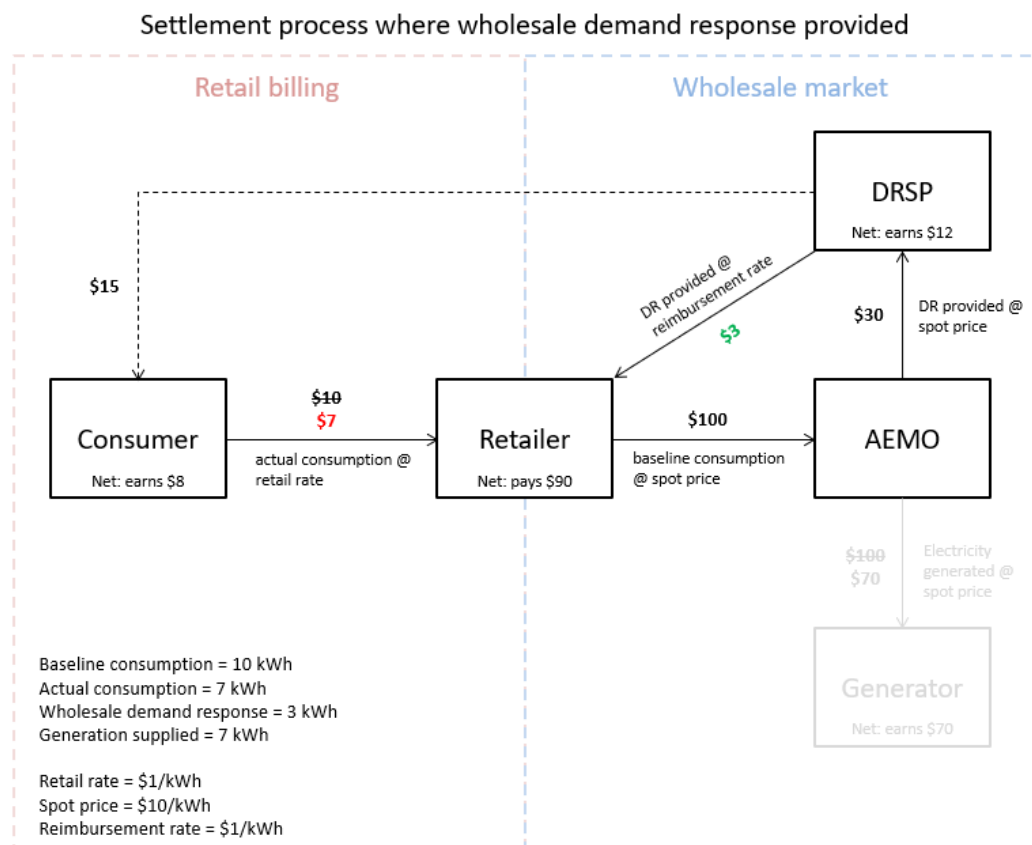 Settlement process where wholesale demand response provided
Retail billing
Wholesale market
DRSP
Net: earns $12
$15
DR provided @
reimbursement rate
$3
$30
DR provided @
spot price
Consumer
Net: earns $8
$10
$7
actual consumption @
retail rate
Retailer
Net: pays $90
$100
baseline consumption
@ spot price
AEMO
$100
$70
Electricity
generated @
spot price
Generator
Net: earns $70
Baseline consumption = 10 kWh
Actual consumption = 7 kWh
Wholesale demand response = 3 kWh
Generation supplied = 7 kWh
Retail rate = $1/kWh
Spot price = $10/kWh
Reimbursement rate = $1/kWh